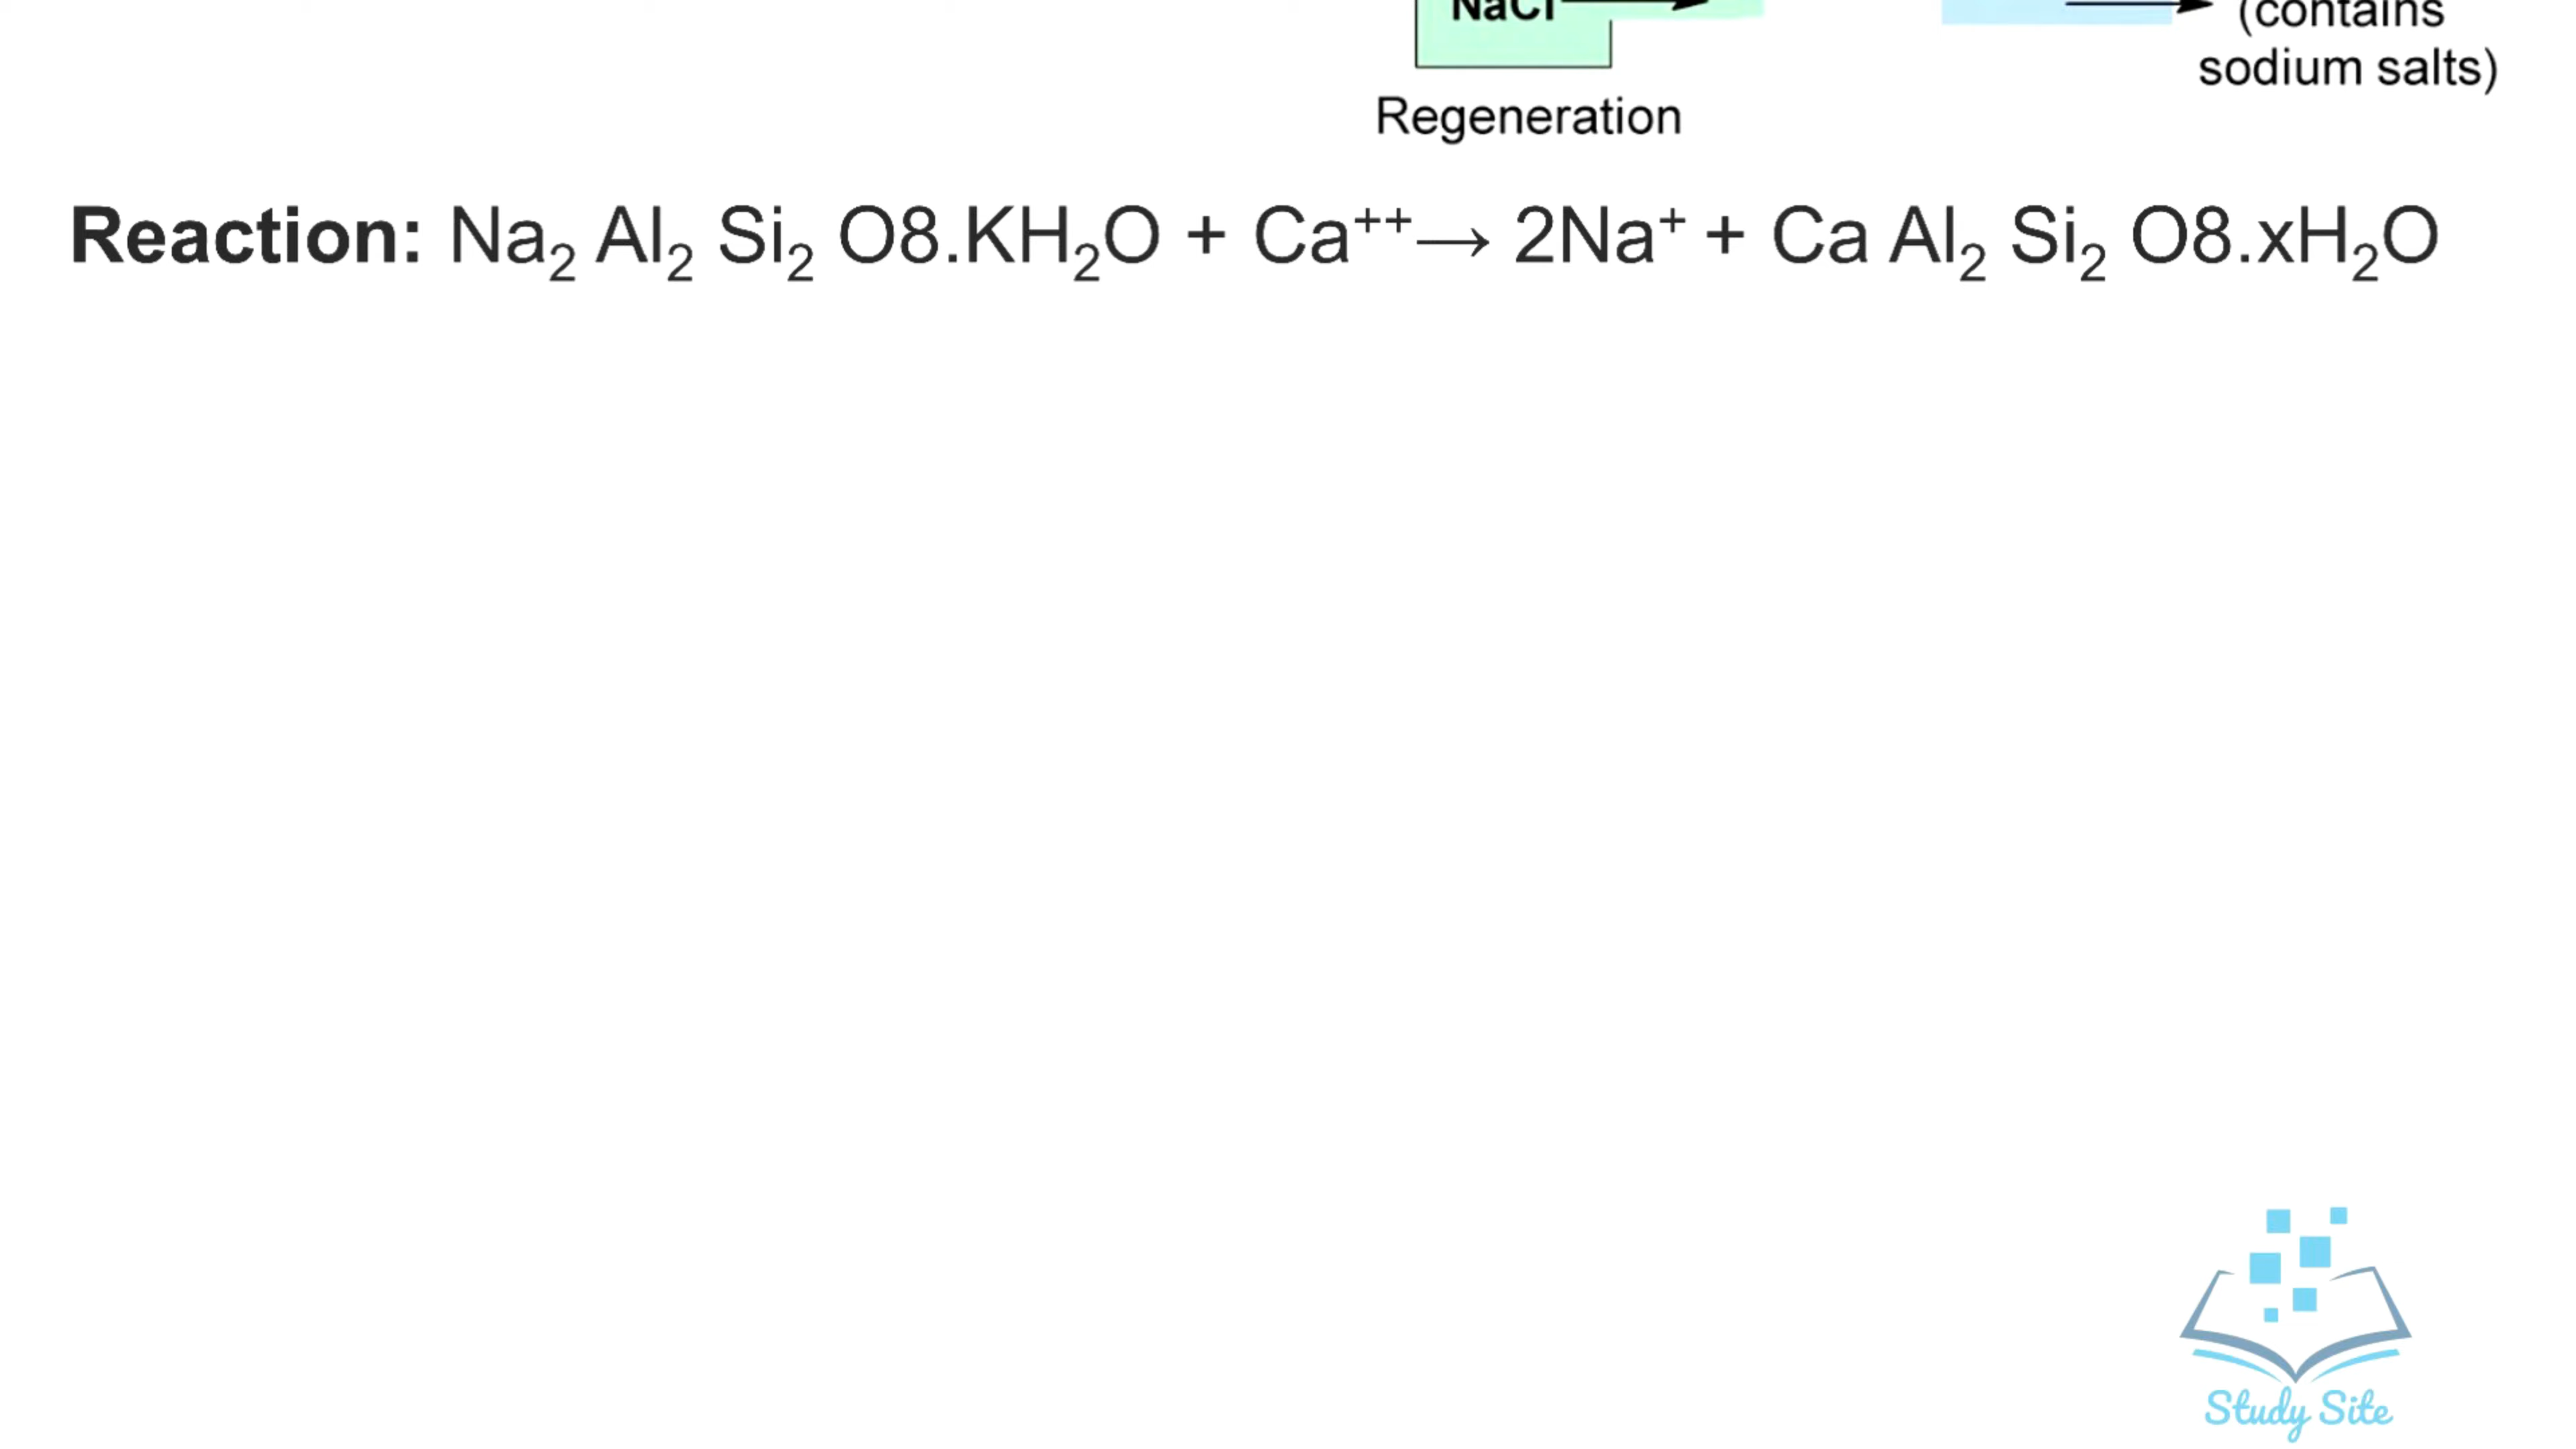 NaCl
(contains
sodium salts)
Regeneration
Reaction: Na₂ Al₂ Si₂ O8.KH₂O + Ca⁺⁺→ 2Na⁺ + Ca Al₂ Si₂ O8.xH₂O
Study Site